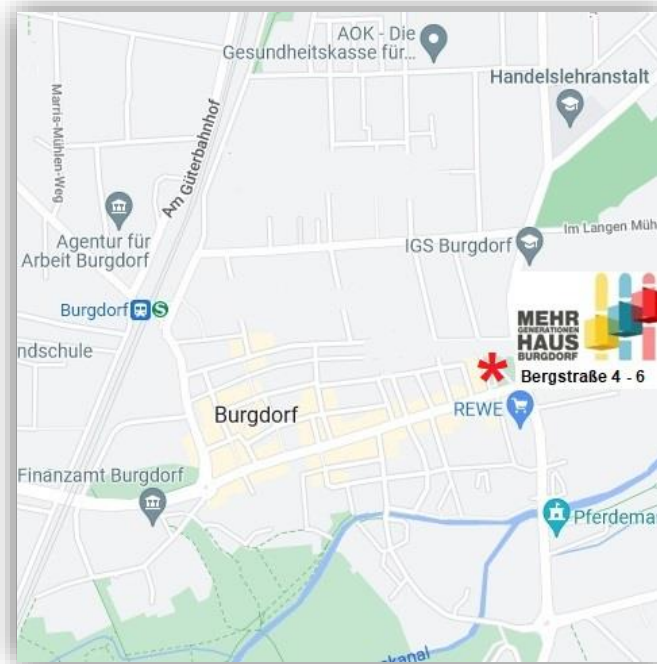 AOK - Die
Gesundheitskasse für...
Handelslehranstalt
Marris-Mühlen-Weg
Am Güterbahnhof
Agentur für
Arbeit Burgdorf
IGS Burgdorf
Im Langen Müh
Burgdorf S
ndschule
MEHR
GENERATIONEN
HAUS
BURGDORF
Bergstraße 4 - 6
Burgdorf
REWE
Finanzamt Burgdorf
Pferdemar
kanal